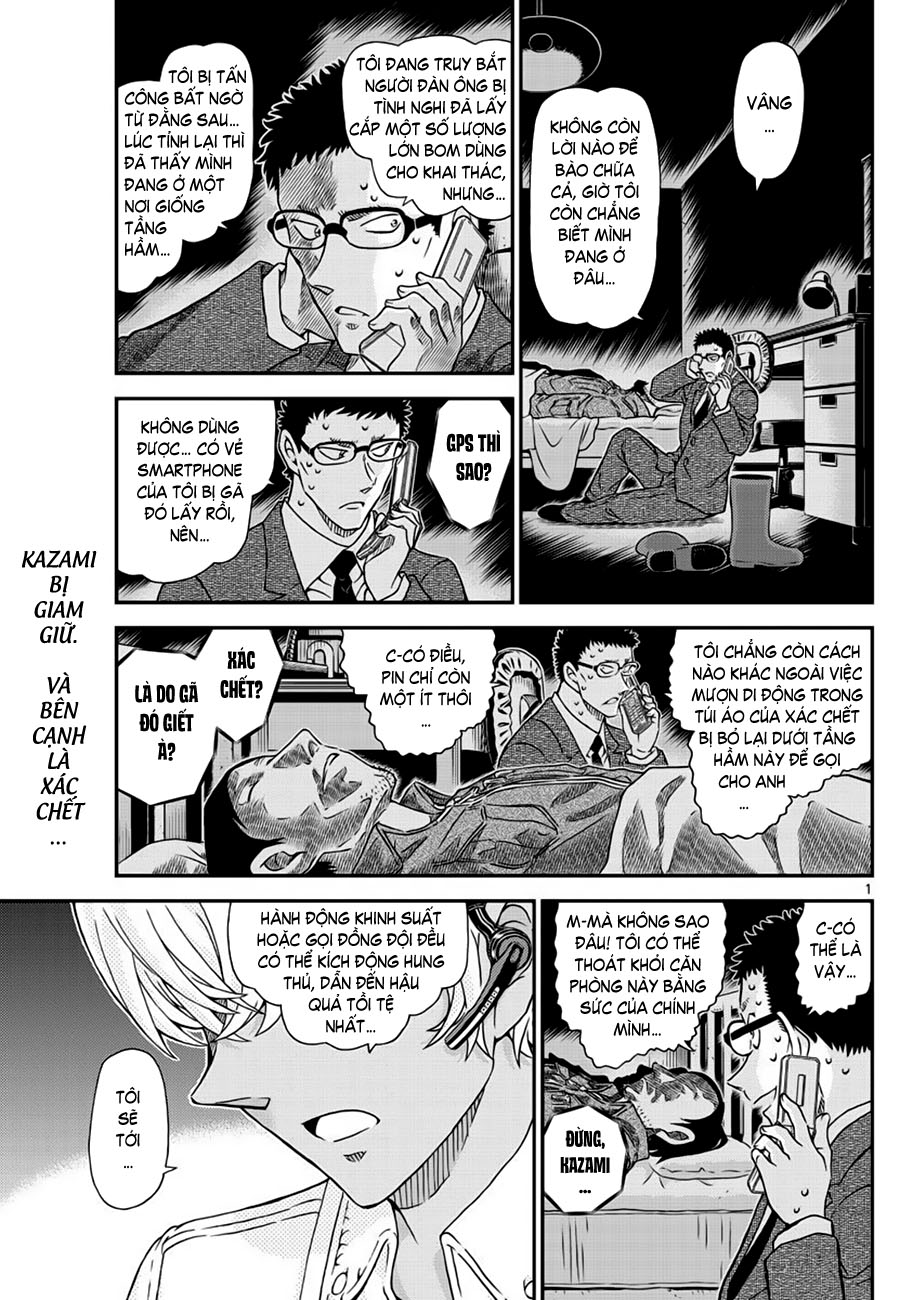 VÂNG
...
KHÔNG CÒN
LỜI NÀO ĐỂ
BÀO CHỮA
CẢ, GIỜ TÔI
CÒN CHẲNG
BIẾT MÌNH
ĐANG Ở
ĐÂU...
TÔI ĐANG TRUY BẮT
NGƯỜI ĐÀN ÔNG BỊ
TÌNH NGHI ĐÃ LẤY
CẮP MỘT SỐ LƯỢNG
LỚN BOM DÙNG
CHO KHAI THÁC,
NHƯNG...
TÔI BỊ TẤN
CÔNG BẤT NGỜ
TỪ ĐẰNG SAU...
LÚC TỈNH LẠI THÌ
ĐÃ THẤY MÌNH
ĐANG Ở MỘT
NƠI GIỐNG
TẦNG
HẦM...
GPS THÌ
SAO?
KHÔNG DÙNG
ĐƯỢC... CÓ VẺ
SMARTPHONE
CỦA TÔI BỊ GÃ
ĐÓ LẤY RỒI,
NÊN...
KAZAMI
BỊ
GIAM
GIỮ.
VÀ
BÊN
CẠNH
LÀ
XÁC
CHẾT
...
TÔI CHẲNG CÒN CÁCH
NÀO KHÁC NGOÀI VIỆC
MƯỢN DI ĐỘNG TRONG
TÚI ÁO CỦA XÁC CHẾT
BỊ BỎ LẠI DƯỚI TẦNG
HẦM NÀY ĐỂ GỌI
CHO ANH
...
C-CÓ ĐIỀU,
PIN CHỈ CÒN
MỘT ÍT THÔI
...
XÁC
CHẾT?
LÀ DO GÃ
ĐÓ GIẾT
À?
1
C-CÓ
THỂ LÀ
VẬY...
M-MÀ KHÔNG SAO
ĐÂU! TÔI CÓ THỂ
THOÁT KHỎI CĂN
PHÒNG NÀY BẰNG
SỨC CỦA CHÍNH
MÌNH...
ĐỪNG,
KAZAMI
...
HÀNH ĐỘNG KHINH SUẤT
HOẶC GỌI ĐỒNG ĐỘI ĐỀU
CÓ THỂ KÍCH ĐỘNG HUNG
THỦ, DẪN ĐẾN HẬU
QUẢ TỒI TỆ
NHẤT...
TÔI
SẼ
TỚI
...